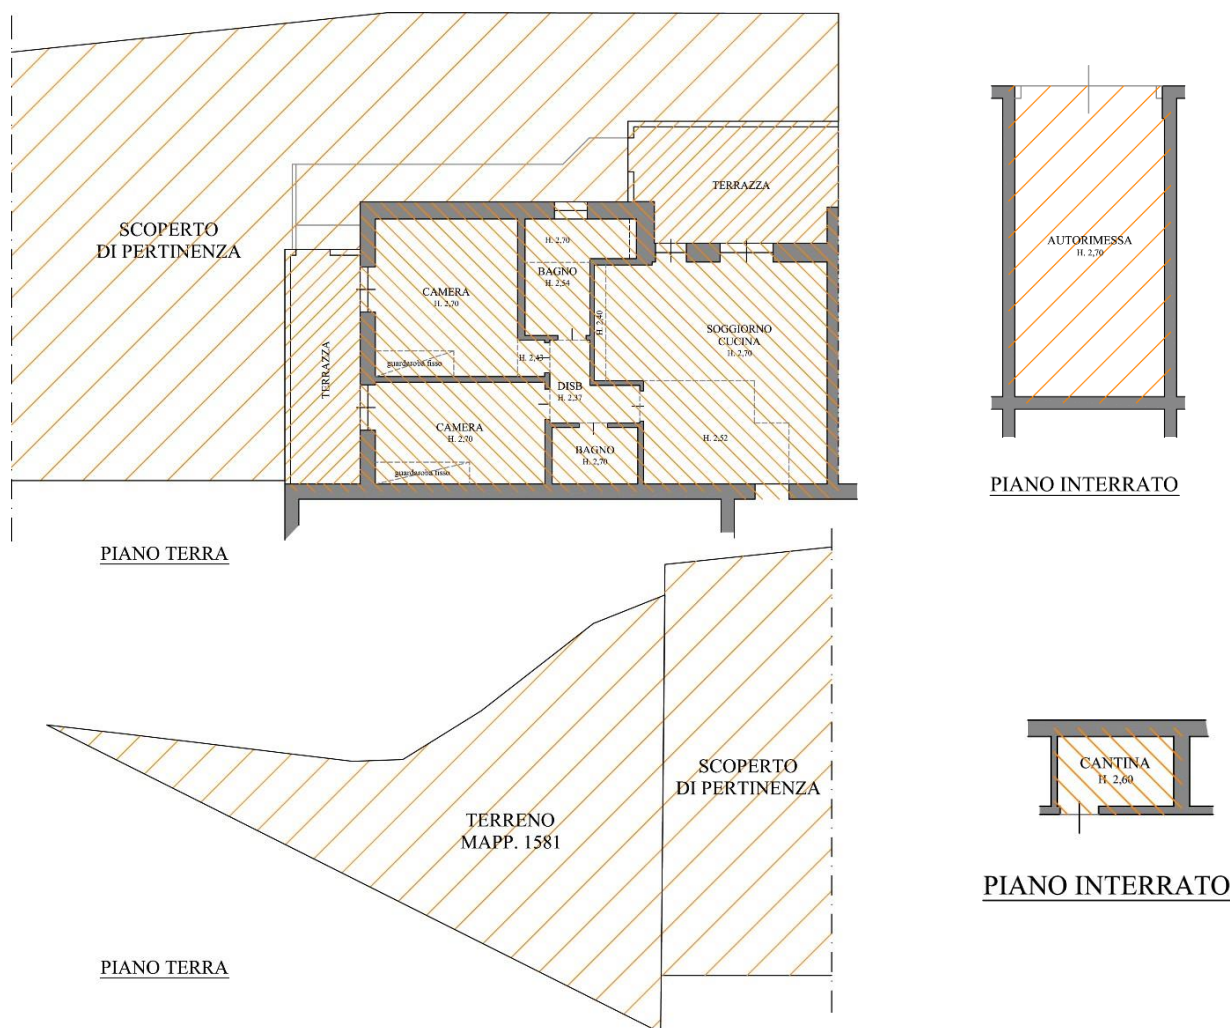 TERRAZZA
SCOPERTO
DI PERTINENZA
H. 2,70
BAGNO
H. 2,54
CAMERA
H. 2,70
H. 2,40
SOGGIORNO
CUCINA
H. 2,70
TERRAZZA
guardaroba fisso
H. 2,43
DISB
H. 2,37
CAMERA
H. 2,70
H. 2,52
BAGNO
H. 2,70
guardaroba fisso
PIANO TERRA
AUTORIMESSA
H. 2,70
PIANO INTERRATO
SCOPERTO
DI PERTINENZA
TERRENO
MAPP. 1581
PIANO TERRA
CANTINA
H 2,60
PIANO INTERRATO